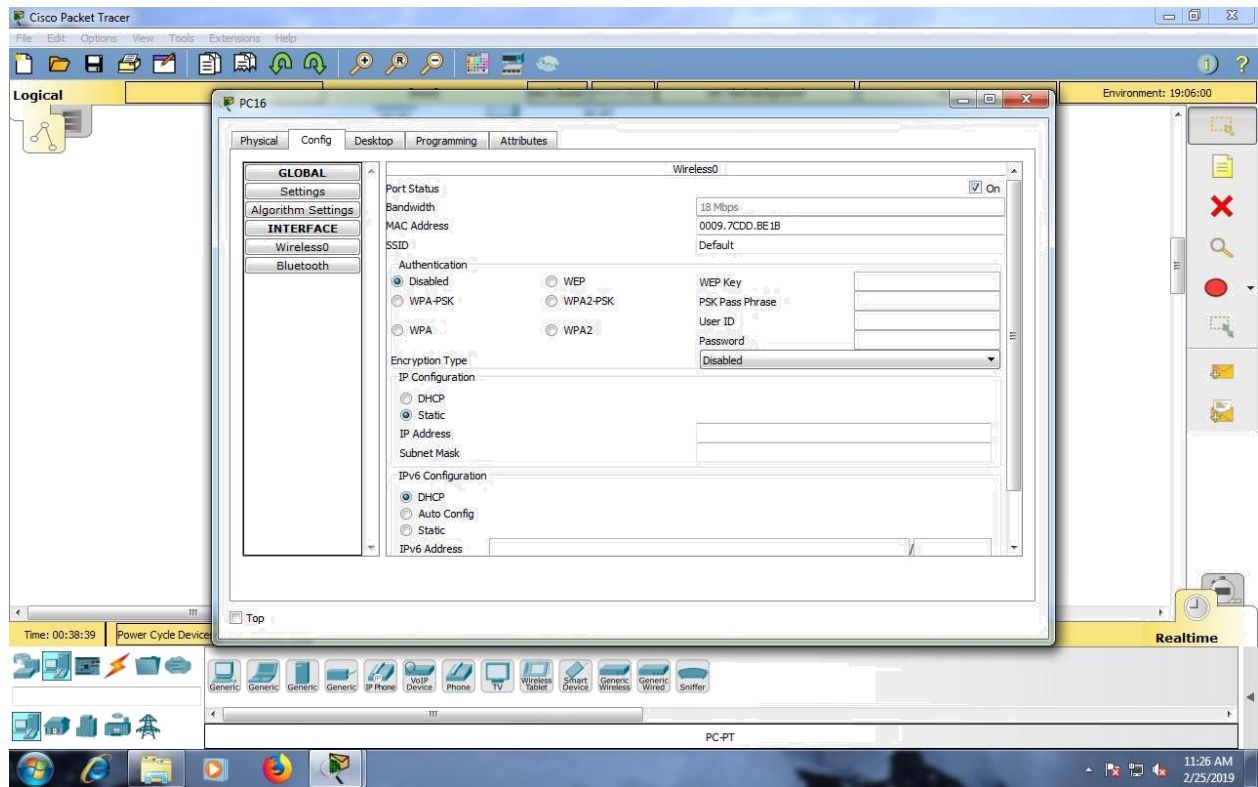 Cisco Packet Tracer
File Edit Options View Tools Extensions Help
Logical
Environment: 19:06:00
PC16
Physical Config Desktop Programming Attributes
GLOBAL
Settings
Algorithm Settings
INTERFACE
Wireless0
Bluetooth
Wireless0
Port Status On
Bandwidth 18 Mbps
MAC Address 0009.7CDD.BE1B
SSID Default
Authentication
Disabled WEP WEP Key
WPA-PSK WPA2-PSK PSK Pass Phrase
User ID
WPA WPA2
Password
Encryption Type Disabled
IP Configuration
DHCP
Static
IP Address
Subnet Mask
IPv6 Configuration
DHCP
Auto Config
Static
IPv6 Address /
Top
Time: 00:38:39 Power Cycle Device
Realtime
Generic Generic Generic Generic IP Phone VoIP Device Phone TV Wireless Tablet Smart Device Generic Wireless Generic Wired Sniffer
PC-PT
11:26 AM
2/25/2019